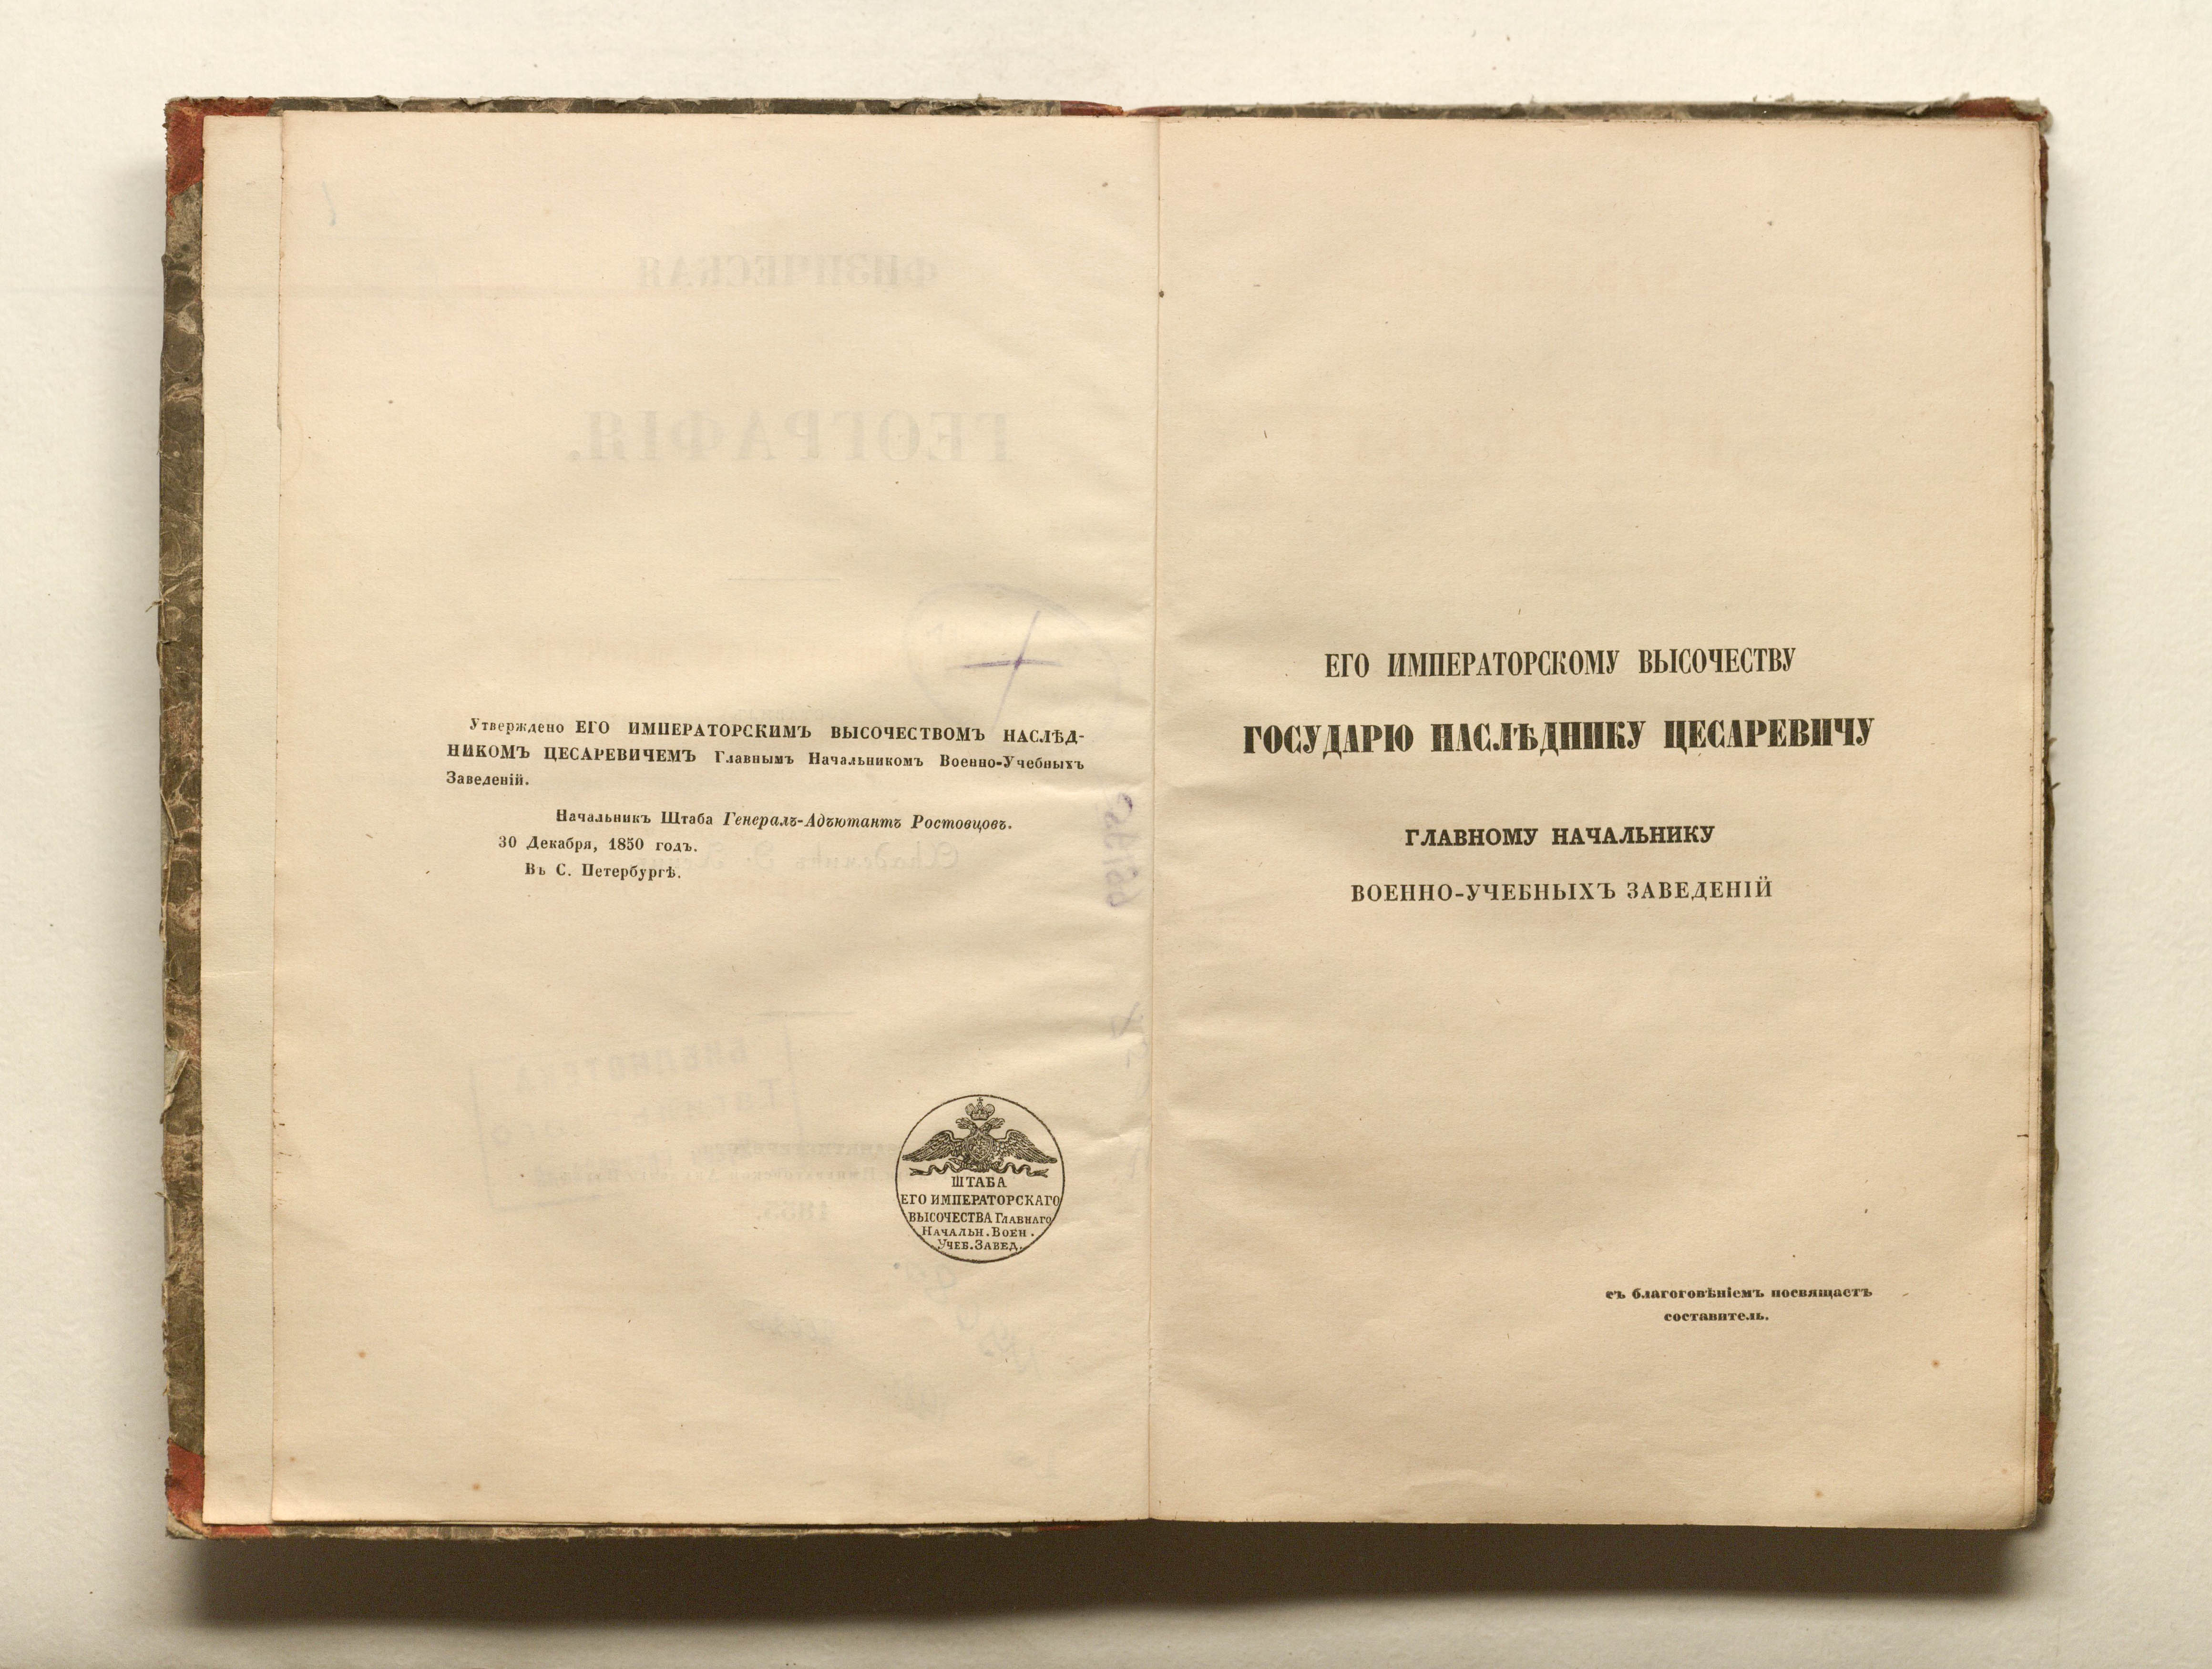 Утверждено ЕГО ИМПЕРАТОРСКИМЪ ВЫСОЧЕСТВОМЪ НАСЛѢД-
НИКОМЪ ЦЕСАРЕВИЧЕМЪ Главнымъ Начальникомъ Военно-Учебныхъ
Заведеній.
Начальникъ Штаба Генералъ-Адъютантъ Ростовцовъ.
30 Декабря, 1850 годъ.
Въ С. Петербургѣ.
ШТАБА
ЕГО ИМПЕРАТОРСКАГО
ВЫСОЧЕСТВА ГЛАВНАГО
НАЧАЛЬН. ВОЕН.
УЧЕБ. ЗАВЕД.
ЕГО ИМПЕРАТОРСКОМУ ВЫСОЧЕСТВУ
ГОСУДАРЮ НАСЛѢДНИКУ ЦЕСАРЕВИЧУ
ГЛАВНОМУ НАЧАЛЬНИКУ
ВОЕННО-УЧЕБНЫХЪ ЗАВЕДЕНІЙ
съ благоговѣніемъ посвящаетъ
составитель.